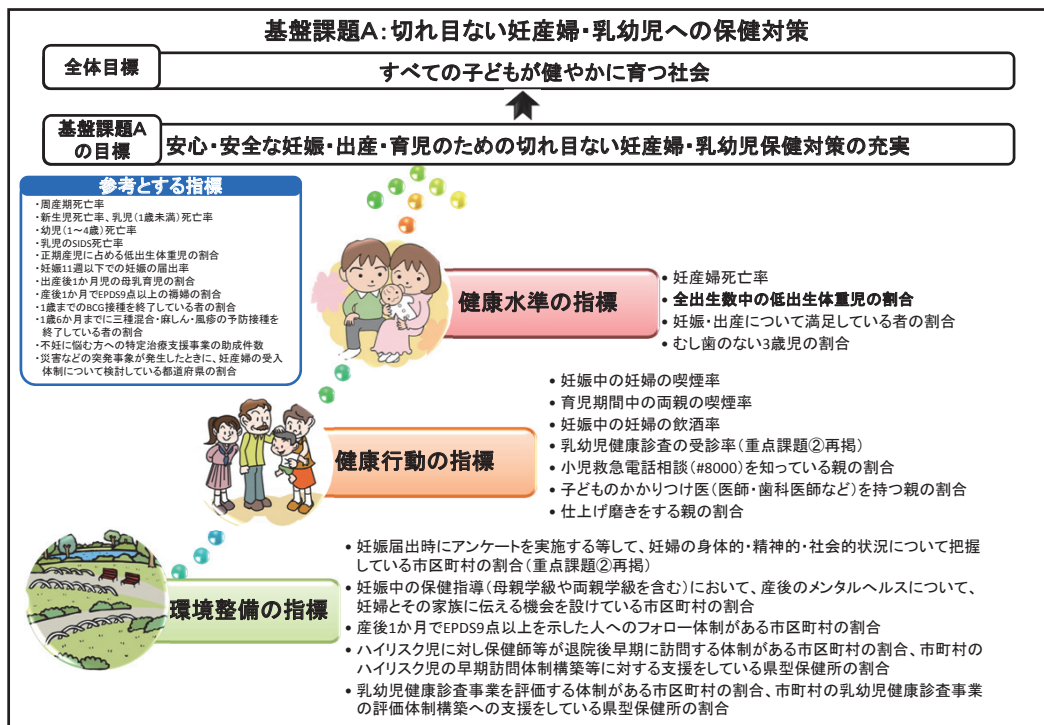 基盤課題A：切れ目ない妊産婦・乳幼児への保健対策
全体目標
すべての子どもが健やかに育つ社会
基盤課題A
の目標
安心・安全な妊娠・出産・育児のための切れ目ない妊産婦・乳幼児保健対策の充実
参考とする指標
・周産期死亡率
・新生児死亡率、乳児（1歳未満）死亡率
・幼児（1～4歳）死亡率
・乳児のSIDS死亡率
・正期産児に占める低出生体重児の割合
・妊娠11週以下での妊娠の届出率
・出産後1か月児の母乳育児の割合
・産後1か月でEPDS9点以上の褥婦の割合
・1歳までのBCG接種を終了している者の割合
・1歳6か月までに三種混合・麻しん・風疹の予防接種を
終了している者の割合
・不妊に悩む方への特定治療支援事業の助成件数
・災害などの突発事象が発生したときに、妊産婦の受入
体制について検討している都道府県の割合
健康水準の指標
• 妊産婦死亡率
• 全出生数中の低出生体重児の割合
• 妊娠・出産について満足している者の割合
• むし歯のない3歳児の割合
健康行動の指標
• 妊娠中の妊婦の喫煙率
• 育児期間中の両親の喫煙率
• 妊娠中の妊婦の飲酒率
• 乳幼児健康診査の受診率（重点課題②再掲）
• 小児救急電話相談（#8000）を知っている親の割合
• 子どものかかりつけ医（医師・歯科医師など）を持つ親の割合
• 仕上げ磨きをする親の割合
環境整備の指標
• 妊娠届出時にアンケートを実施する等して、妊婦の身体的・精神的・社会的状況について把握
している市区町村の割合（重点課題②再掲）
• 妊娠中の保健指導（母親学級や両親学級を含む）において、産後のメンタルヘルスについて、
妊婦とその家族に伝える機会を設けている市区町村の割合
• 産後1か月でEPDS9点以上を示した人へのフォロー体制がある市区町村の割合
• ハイリスク児に対し保健師等が退院後早期に訪問する体制がある市区町村の割合、市町村の
ハイリスク児の早期訪問体制構築等に対する支援をしている県型保健所の割合
• 乳幼児健康診査事業を評価する体制がある市区町村の割合、市町村の乳幼児健康診査事業
の評価体制構築への支援をしている県型保健所の割合